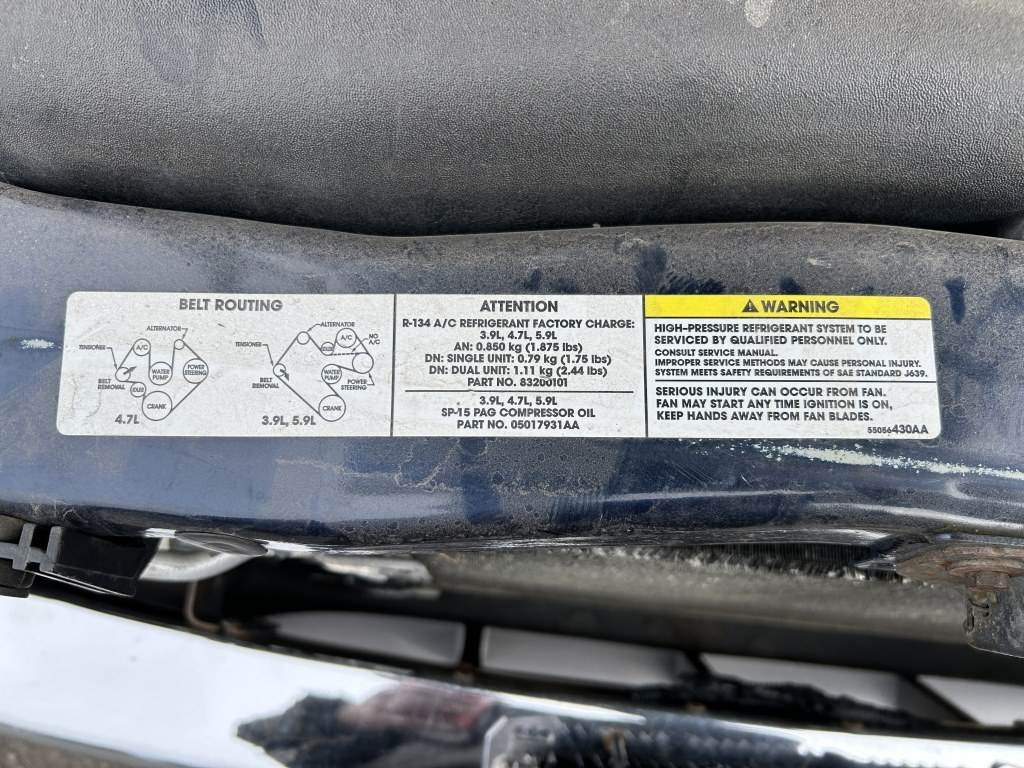 BELT ROUTING
ALTERNATOR
TENSIONER
A/C
WATER
PUMP
POWER
STEERING
BELT
REMOVAL
IDLER
CRANK
4.7L
ALTERNATOR
TENSIONER
NO
A/C
IDLER
A/C
BELT
REMOVAL
WATER
PUMP
POWER
STEERING
CRANK
3.9L, 5.9L
ATTENTION
R-134 A/C REFRIGERANT FACTORY CHARGE:
3.9L, 4.7L, 5.9L
AN: 0.850 kg (1.875 lbs)
DN: SINGLE UNIT: 0.79 kg (1.75 lbs)
DN: DUAL UNIT: 1.11 kg (2.44 lbs)
PART NO. 83200101
3.9L, 4.7L, 5.9L
SP-15 PAG COMPRESSOR OIL
PART NO. 05017931AA
WARNING
HIGH-PRESSURE REFRIGERANT SYSTEM TO BE
SERVICED BY QUALIFIED PERSONNEL ONLY.
CONSULT SERVICE MANUAL.
IMPROPER SERVICE METHODS MAY CAUSE PERSONAL INJURY.
SYSTEM MEETS SAFETY REQUIREMENTS OF SAE STANDARD J639.
SERIOUS INJURY CAN OCCUR FROM FAN.
FAN MAY START ANY TIME IGNITION IS ON,
KEEP HANDS AWAY FROM FAN BLADES.
55056430AA